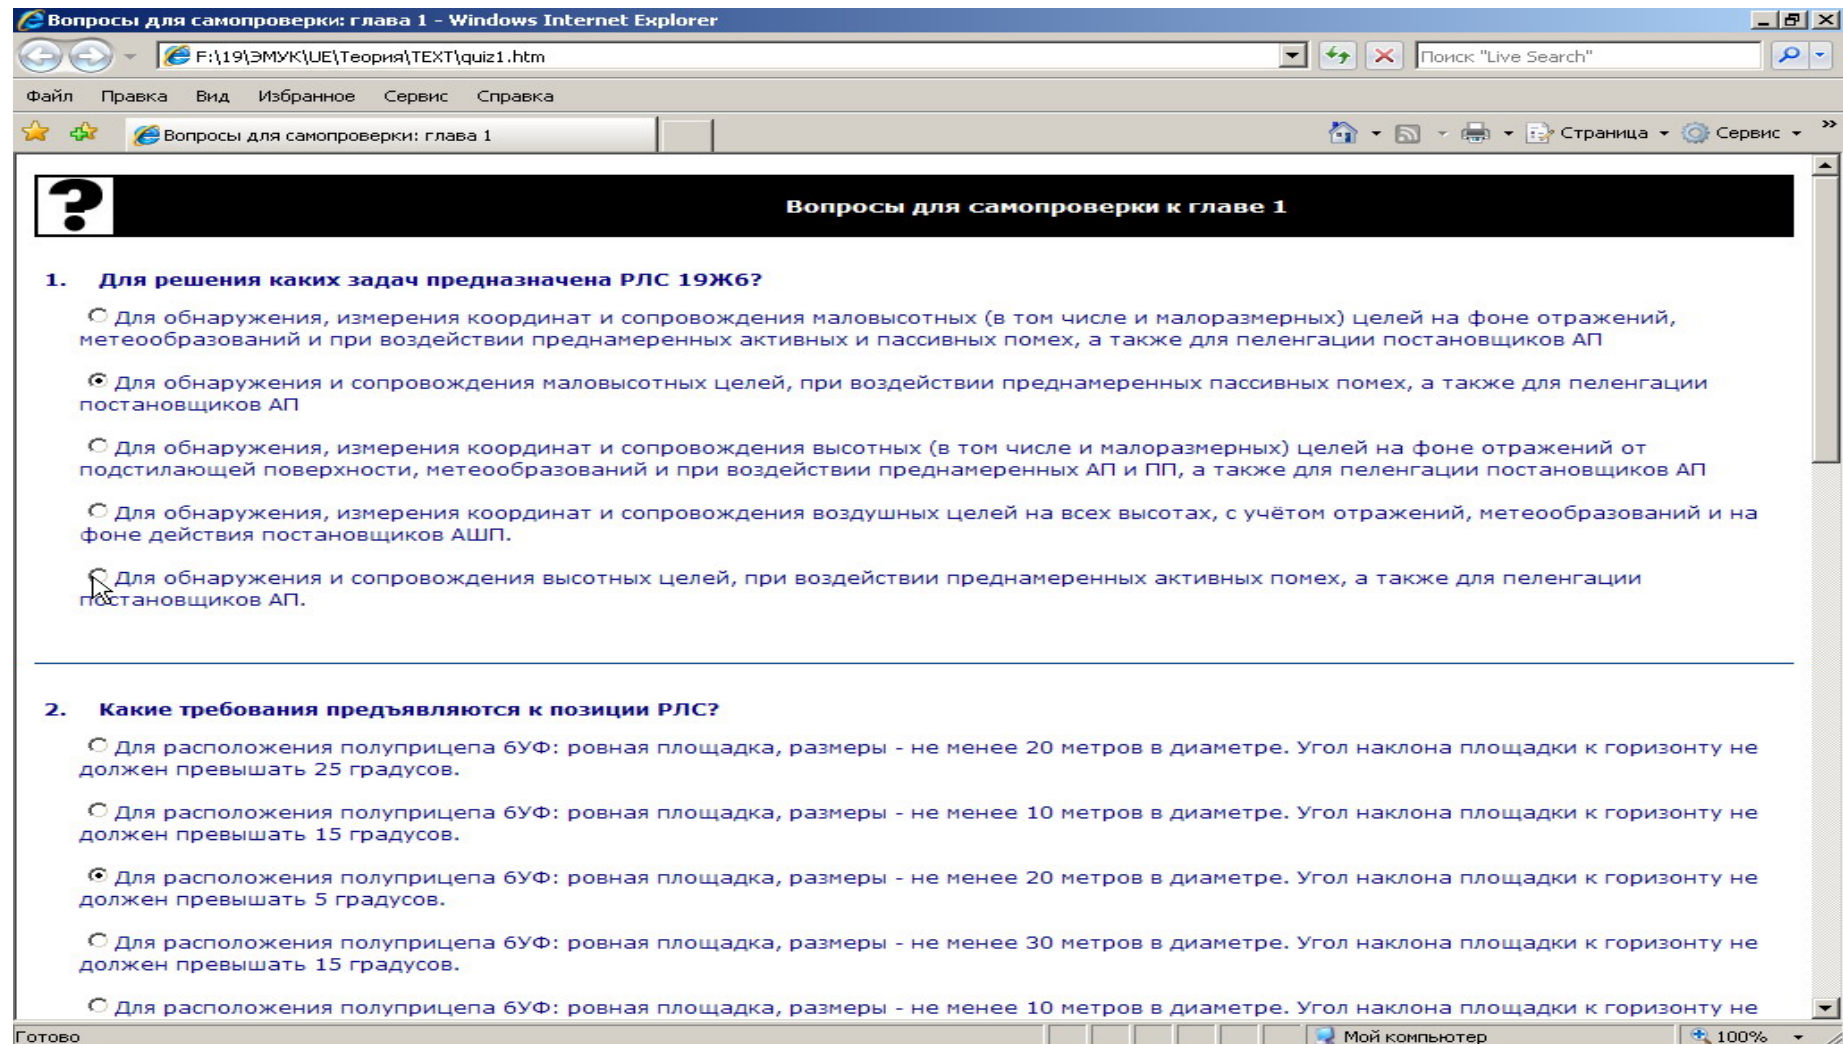 Вопросы для самопроверки: глава 1 - Windows Internet Explorer
F:\19\ЭМУК\UE\Теория\TEXT\quiz1.htm
Поиск "Live Search"
Файл Правка Вид Избранное Сервис Справка
Вопросы для самопроверки: глава 1
Страница Сервис »
? Вопросы для самопроверки к главе 1
1. Для решения каких задач предназначена РЛС 19Ж6?
Для обнаружения, измерения координат и сопровождения маловысотных (в том числе и малоразмерных) целей на фоне отражений,
метеообразований и при воздействии преднамеренных активных и пассивных помех, а также для пеленгации постановщиков АП
Для обнаружения и сопровождения маловысотных целей, при воздействии преднамеренных пассивных помех, а также для пеленгации
постановщиков АП
Для обнаружения, измерения координат и сопровождения высотных (в том числе и малоразмерных) целей на фоне отражений от
подстилающей поверхности, метеообразований и при воздействии преднамеренных АП и ПП, а также для пеленгации постановщиков АП
Для обнаружения, измерения координат и сопровождения воздушных целей на всех высотах, с учётом отражений, метеообразований и на
фоне действия постановщиков АШП.
Для обнаружения и сопровождения высотных целей, при воздействии преднамеренных активных помех, а также для пеленгации
постановщиков АП.
2. Какие требования предъявляются к позиции РЛС?
Для расположения полуприцепа 6УФ: ровная площадка, размеры - не менее 20 метров в диаметре. Угол наклона площадки к горизонту не
должен превышать 25 градусов.
Для расположения полуприцепа 6УФ: ровная площадка, размеры - не менее 10 метров в диаметре. Угол наклона площадки к горизонту не
должен превышать 15 градусов.
Для расположения полуприцепа 6УФ: ровная площадка, размеры - не менее 20 метров в диаметре. Угол наклона площадки к горизонту не
должен превышать 5 градусов.
Для расположения полуприцепа 6УФ: ровная площадка, размеры - не менее 30 метров в диаметре. Угол наклона площадки к горизонту не
должен превышать 15 градусов.
Для расположения полуприцепа 6УФ: ровная площадка, размеры - не менее 10 метров в диаметре. Угол наклона площадки к горизонту не
Готово Мой компьютер 100%